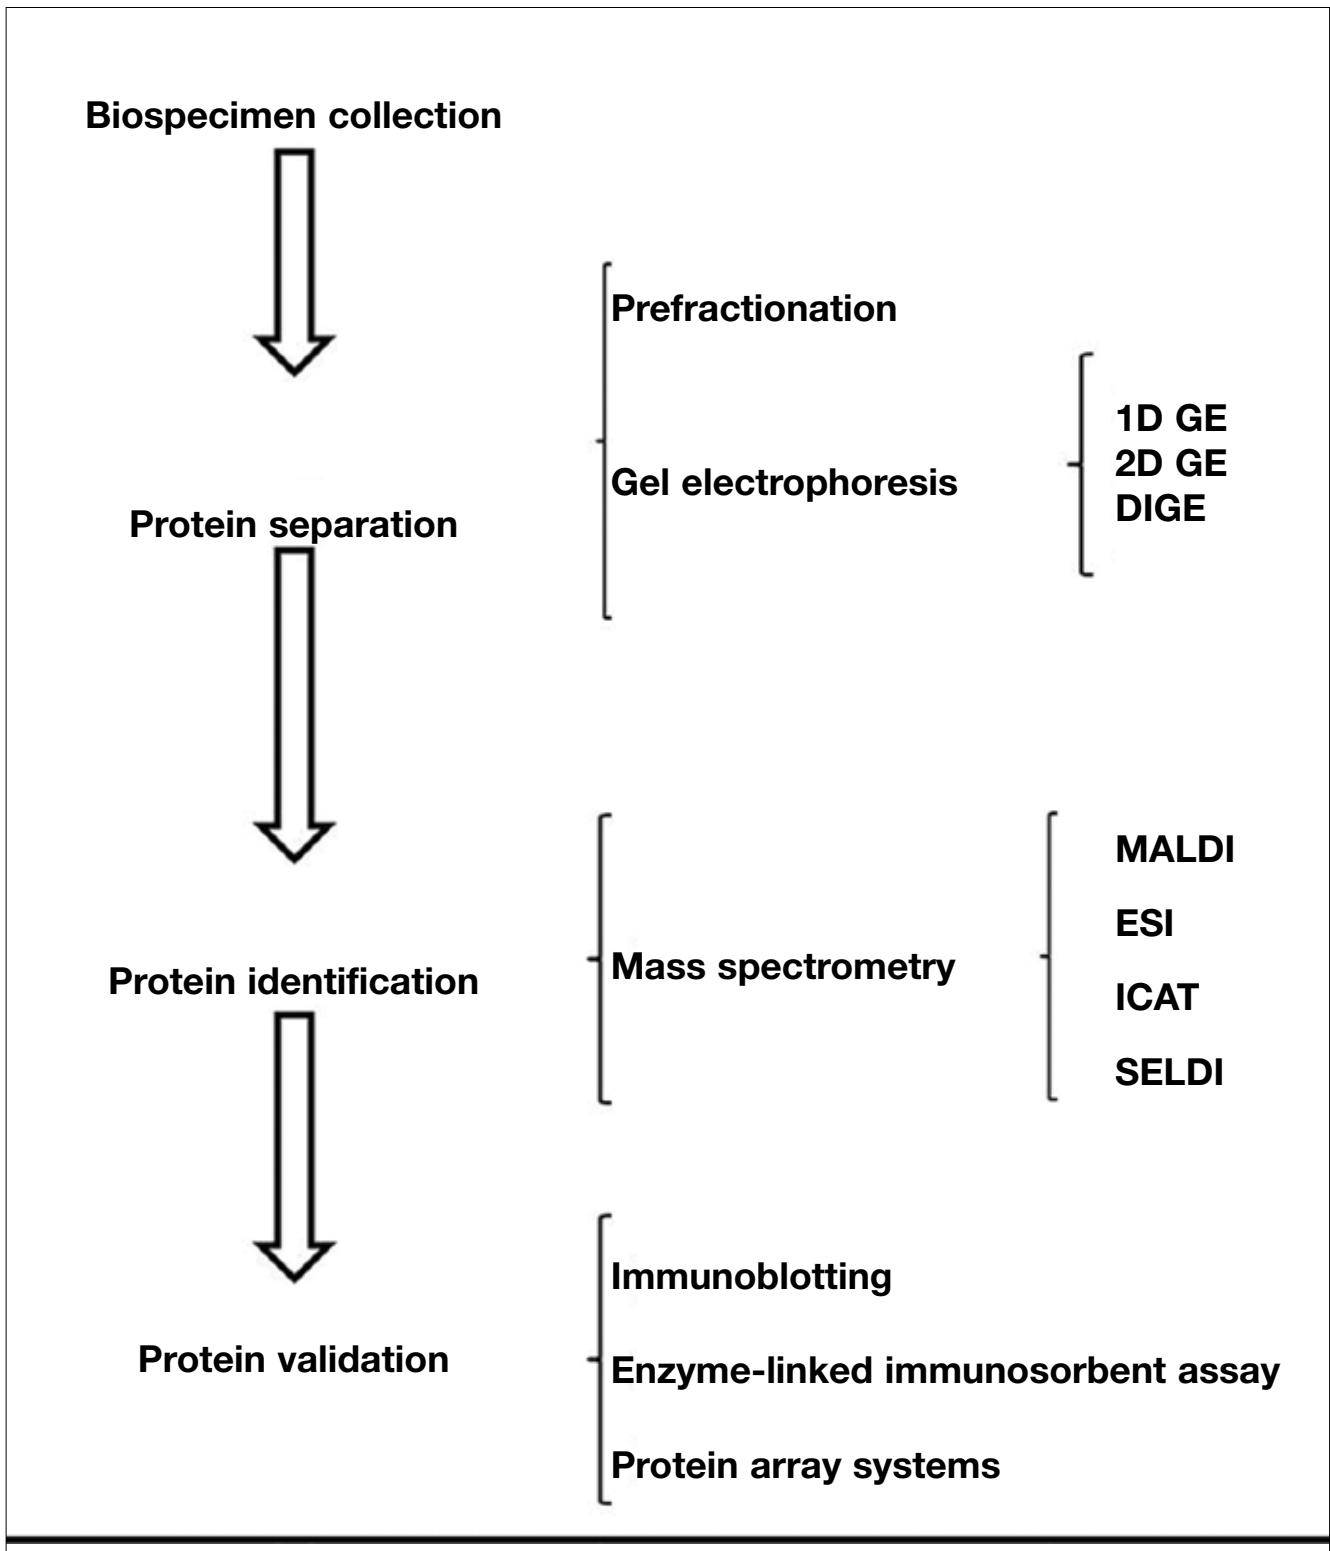 Biospecimen collection
Prefractionation
1D GE
2D GE
Gel electrophoresis
DIGE
Protein separation
MALDI
ESI
Mass spectrometry
Protein identification
ICAT
SELDI
Immunoblotting
Protein validation
Enzyme-linked immunosorbent assay
Protein array systems